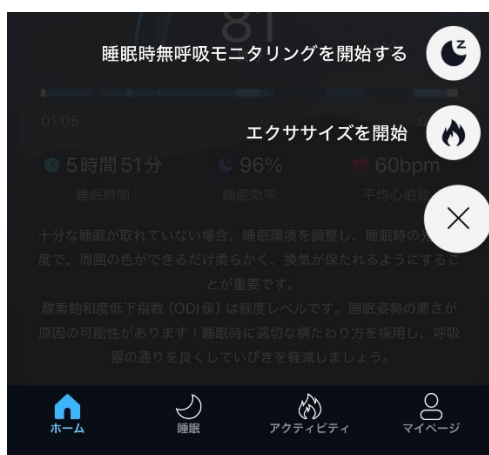 81
睡眠時無呼吸モニタリングを開始する
01:05
エクササイズを開始
5時間51分 96% 60bpm
睡眠時間 睡眠効率 平均心拍数
十分な睡眠が取れていない場合、睡眠環境を調整し、睡眠時の
度で、周囲の色ができるだけ柔らかく、換気が保たれるようにするこ
とが重要です。
酸素飽和度低下指数 (ODI値) は軽度レベルです。睡眠姿勢の悪さが
原因の可能性があります!睡眠時に適切な横たわり方を採用し、呼吸
器の通りを良くしていびきを軽減しましょう。
ホーム 睡眠 アクティビティ マイページ